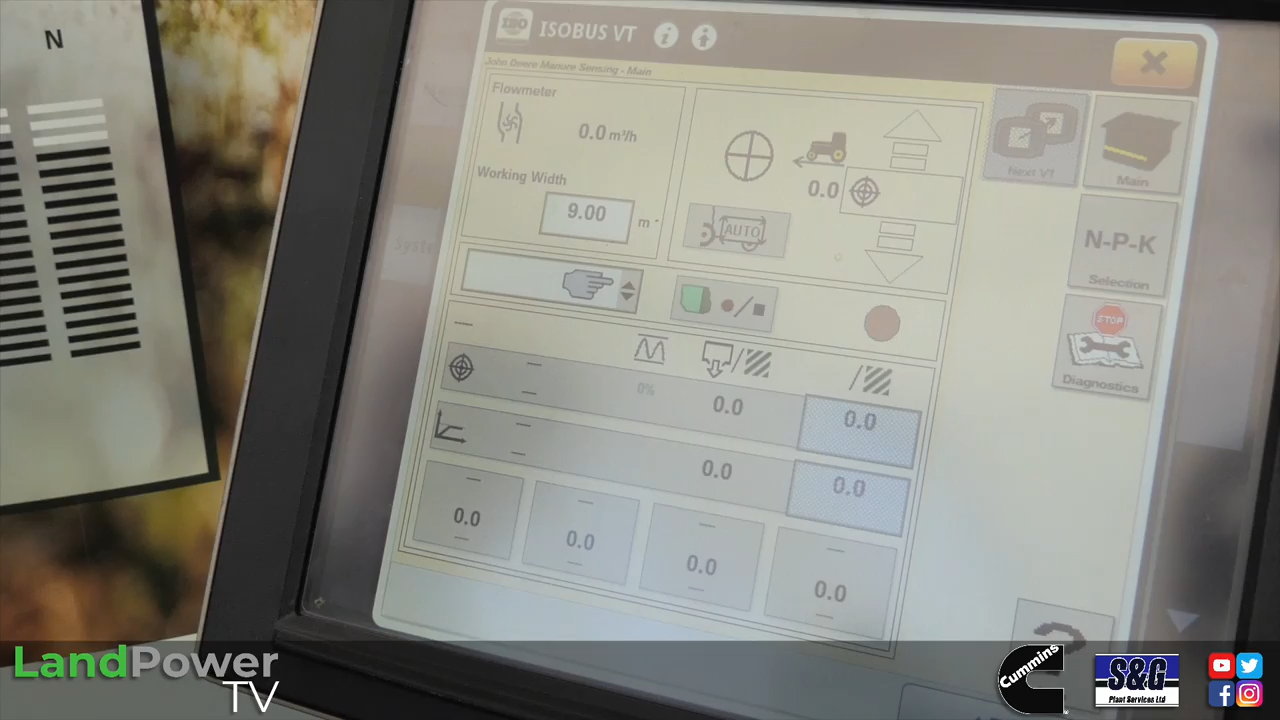 N
ISOBUS VT
John Deere Manure Sensing - Main
Flowmeter
0.0 m³/h
Working Width
9.00 m
0.0
AUTO
Next VT
Main
N-P-K
Selection
STOP
Diagnostics
0% 0.0 0.0
0.0 0.0
0.0 0.0 0.0 0.0
LandPower
TV
Cummins
S&G
Plant Services Ltd